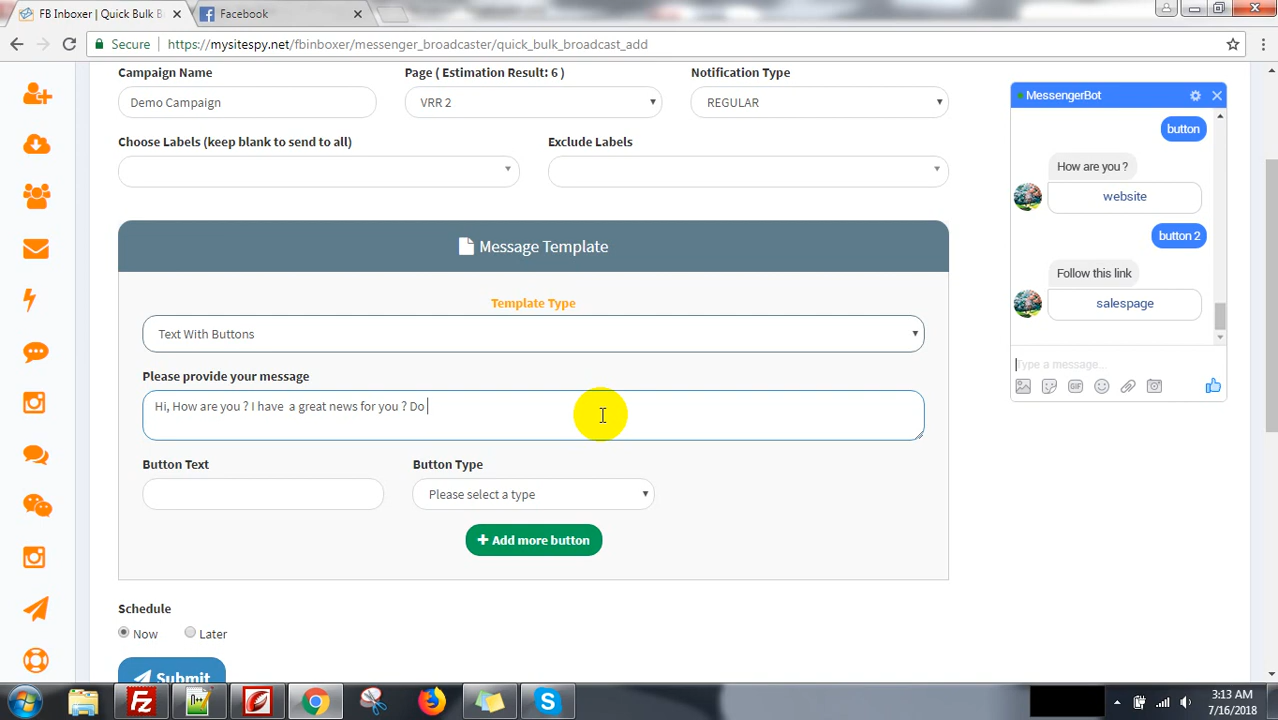 FB Inboxer | Quick Bulk B
Facebook
Secure
https://mysitespy.net/fbinboxer/messenger_broadcaster/quick_bulk_broadcast_add
Campaign Name
Page ( Estimation Result: 6 )
Notification Type
Demo Campaign
VRR 2
REGULAR
Choose Labels (keep blank to send to all)
Exclude Labels
Message Template
Template Type
Text With Buttons
Please provide your message
Hi, How are you ? I have  a great news for you ? Do
Button Text
Button Type
Please select a type
+ Add more button
Schedule
Now
Later
Submit
MessengerBot
button
How are you ?
website
button 2
Follow this link
salespage
Type a message...
GIF
3:13 AM
7/16/2018